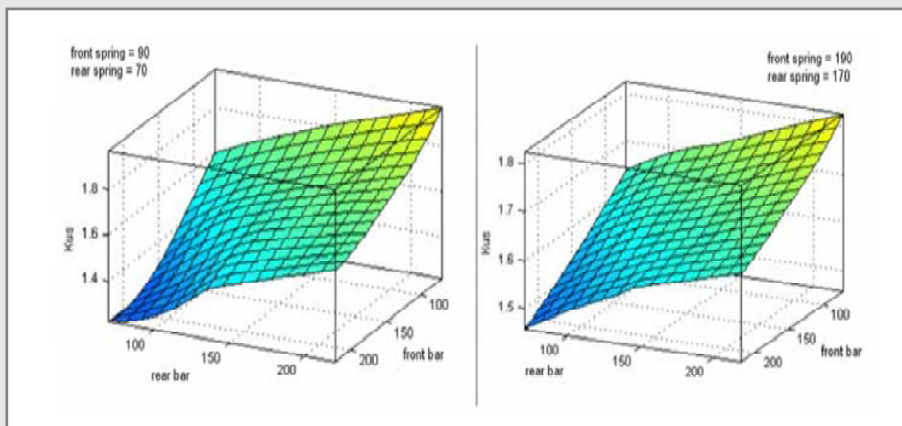 front spring = 90
rear spring = 70
1.8
1.6
1.4
Kus
100
150
200
rear bar
100
150
200
front bar
front spring = 190
rear spring = 170
1.8
1.7
1.6
1.5
Kus
100
150
200
rear bar
100
150
200
front bar